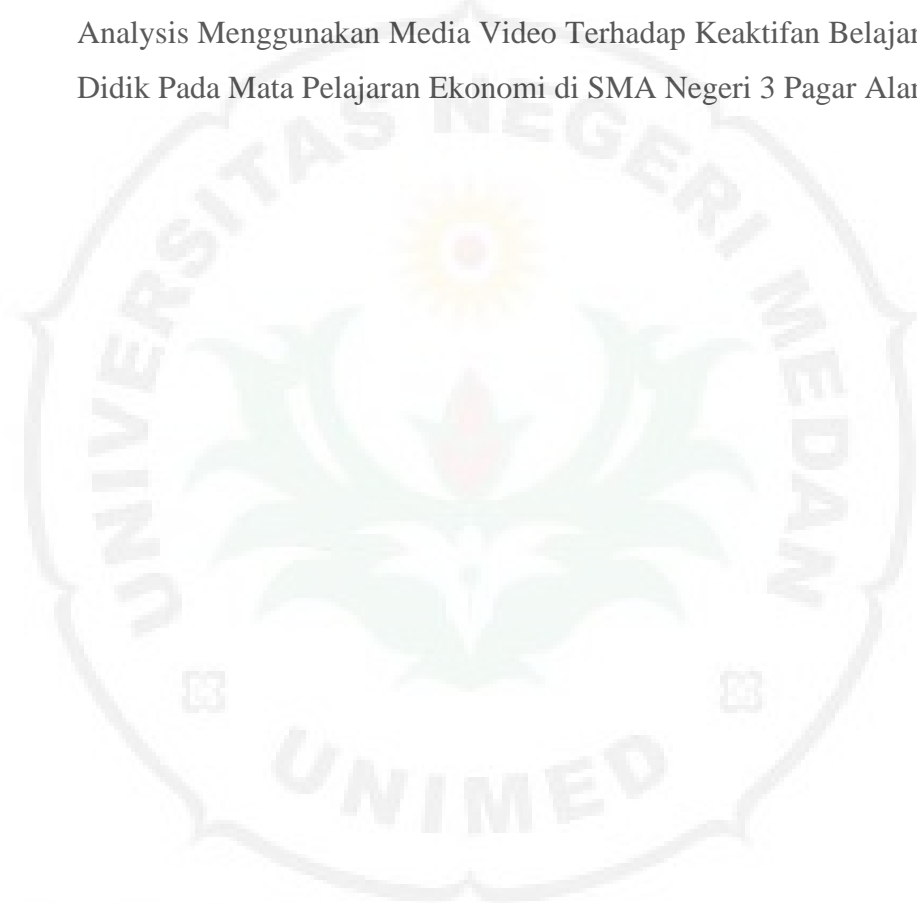 Analysis Menggunakan Media Video Terhadap Keaktifan Belajar
Didik Pada Mata Pelajaran Ekonomi di SMA Negeri 3 Pagar Alam
UNIVERSITAS NEGERI MEDAN
UNIMED